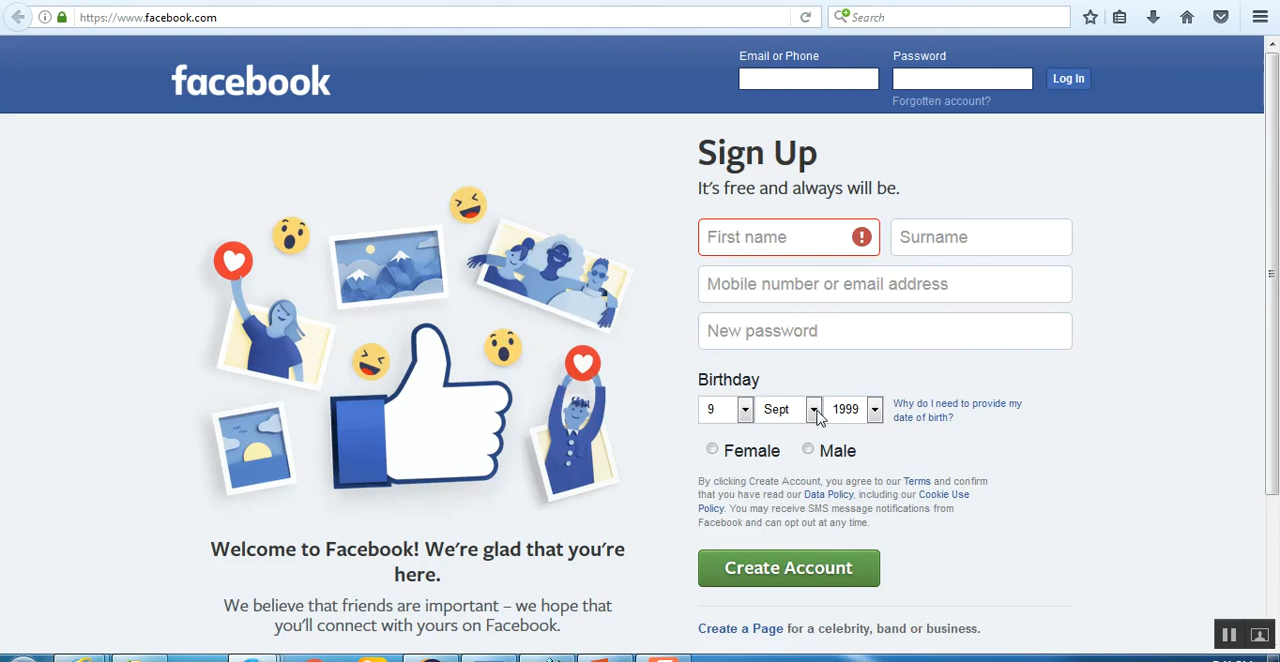 https://www.facebook.com
Search
facebook
Email or Phone
Password
Log In
Forgotten account?
Sign Up
It's free and always will be.
First name
Surname
Mobile number or email address
New password
Birthday
9 Sept 1999
Why do I need to provide my
date of birth?
Female Male
By clicking Create Account, you agree to our Terms and confirm
that you have read our Data Policy, including our Cookie Use
Policy. You may receive SMS message notifications from
Facebook and can opt out at any time.
Create Account
Create a Page for a celebrity, band or business.
Welcome to Facebook! We're glad that you're
here.
We believe that friends are important – we hope that
you'll connect with yours on Facebook.